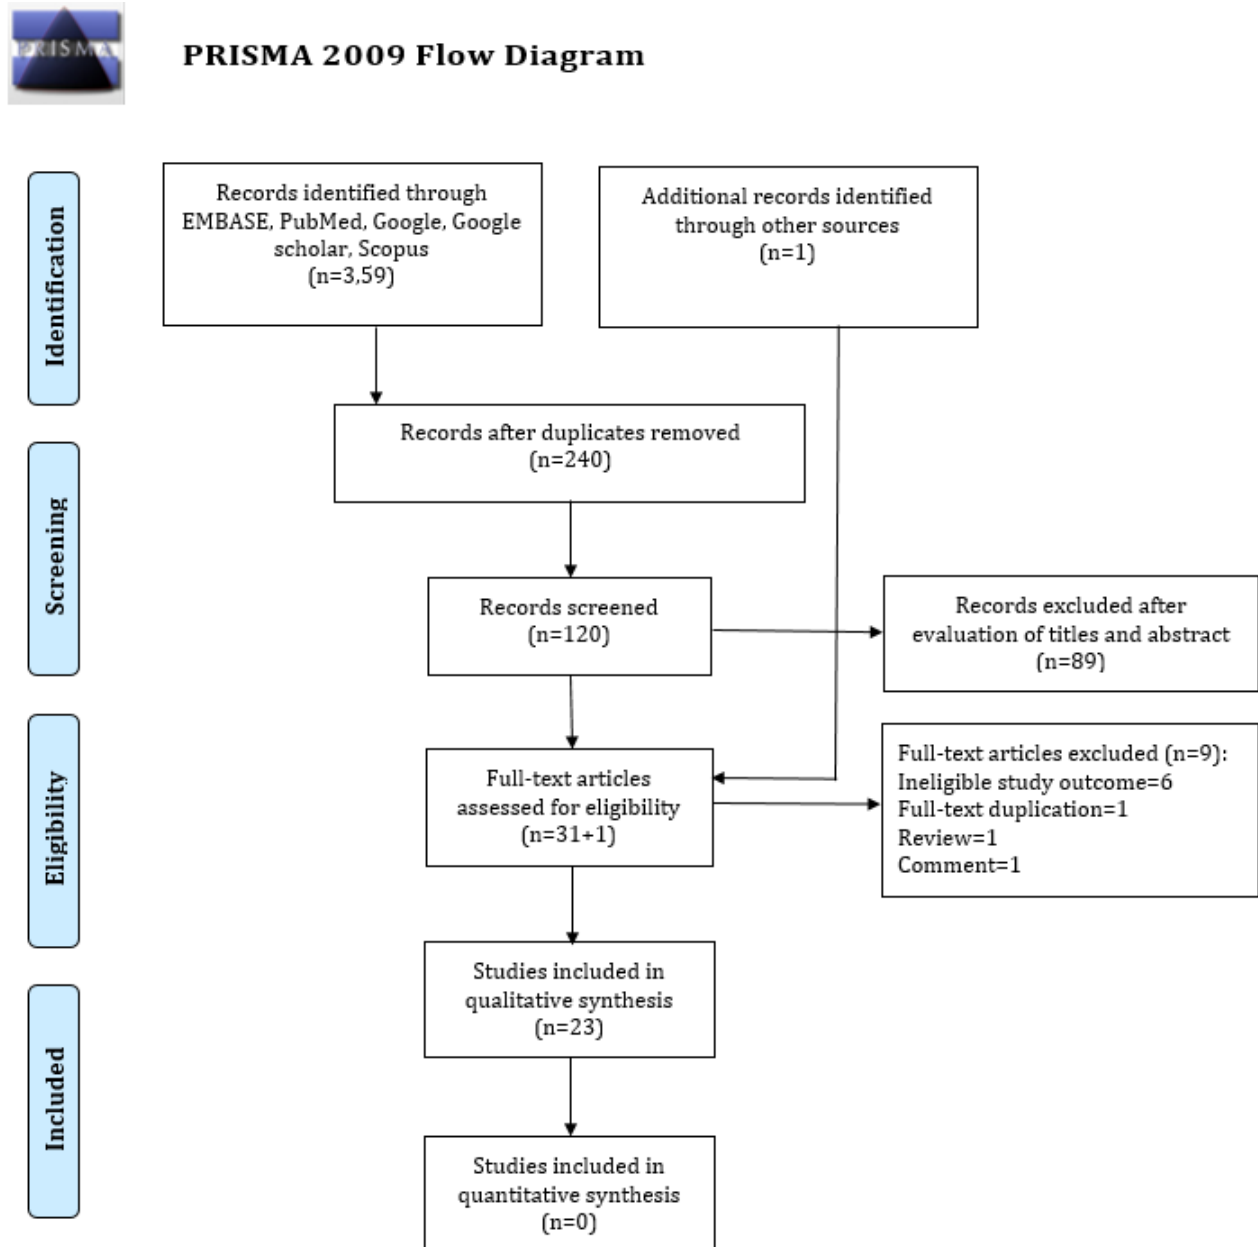 PRISMA
PRISMA 2009 Flow Diagram
Identification
Records identified through
EMBASE, PubMed, Google, Google
scholar, Scopus
(n=3,59)
Additional records identified
through other sources
(n=1)
Records after duplicates removed
(n=240)
Screening
Records screened
(n=120)
Records excluded after
evaluation of titles and abstract
(n=89)
Eligibility
Full-text articles
assessed for eligibility
(n=31+1)
Full-text articles excluded (n=9):
Ineligible study outcome=6
Full-text duplication=1
Review=1
Comment=1
Included
Studies included in
qualitative synthesis
(n=23)
Studies included in
quantitative synthesis
(n=0)